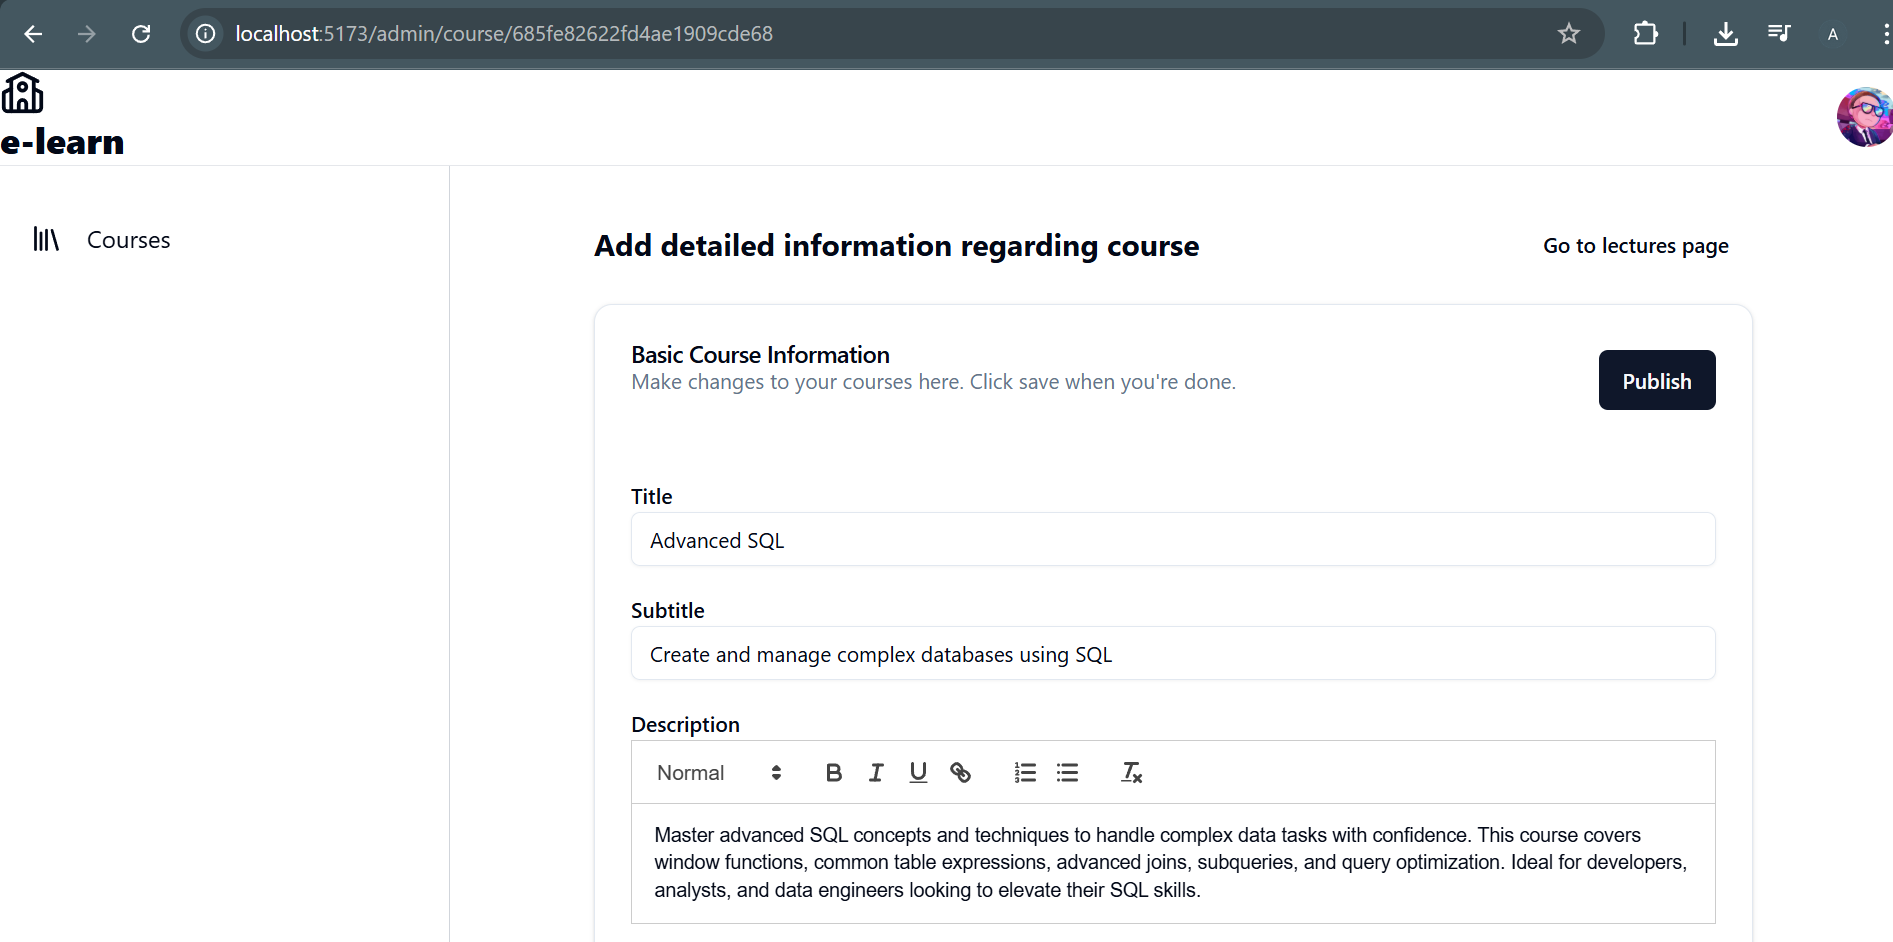 localhost:5173/admin/course/685fe82622fd4ae1909cde68
A
e-learn
Courses
Add detailed information regarding course
Go to lectures page
Basic Course Information
Make changes to your courses here. Click save when you're done.
Publish
Title
Advanced SQL
Subtitle
Create and manage complex databases using SQL
Description
Normal
Master advanced SQL concepts and techniques to handle complex data tasks with confidence. This course covers
window functions, common table expressions, advanced joins, subqueries, and query optimization. Ideal for developers,
analysts, and data engineers looking to elevate their SQL skills.